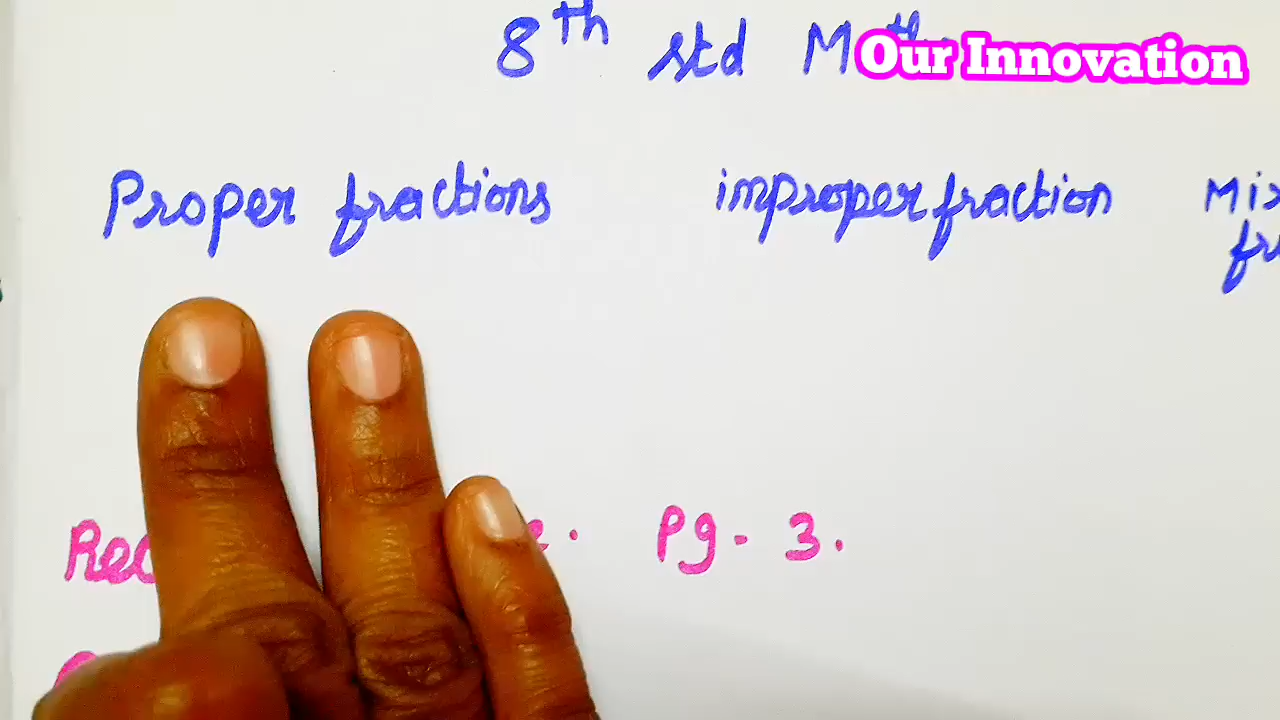 8th std
Our Innovation
Proper fractions improper fraction
Pg - 3.